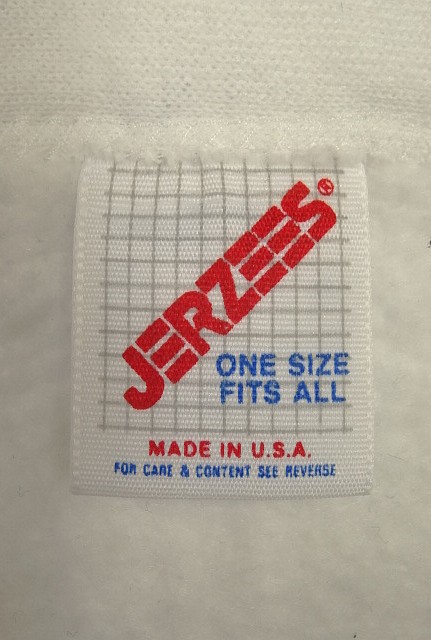 JERZEES®
ONE SIZE
FITS ALL
MADE IN U.S.A.
FOR CARE & CONTENT SEE REVERSE